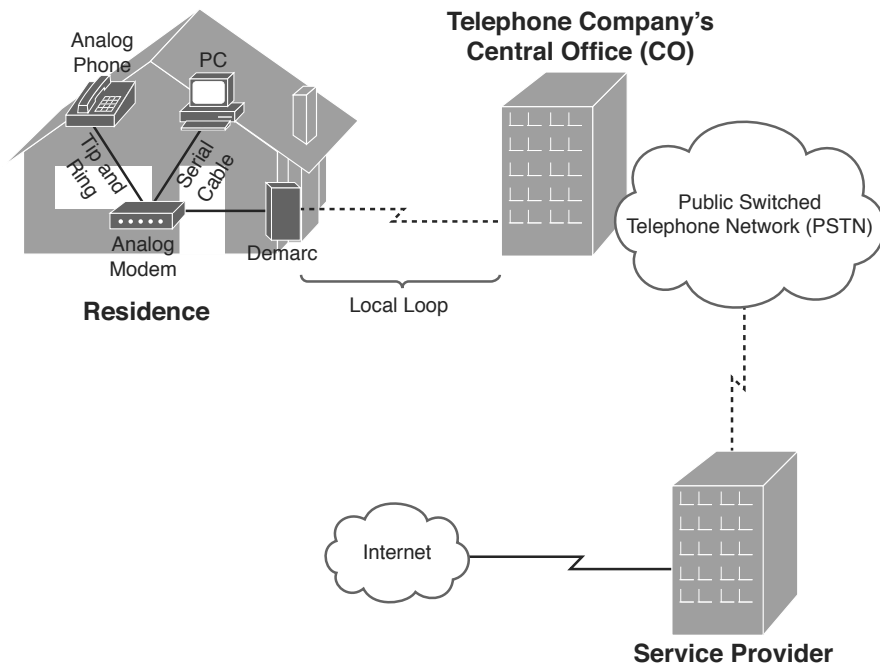 Telephone Company's
Central Office (CO)
Analog
Phone
PC
Tip and
Ring
Serial
Cable
Analog
Modem
Demarc
Residence
Local Loop
Public Switched
Telephone Network (PSTN)
Internet
Service Provider